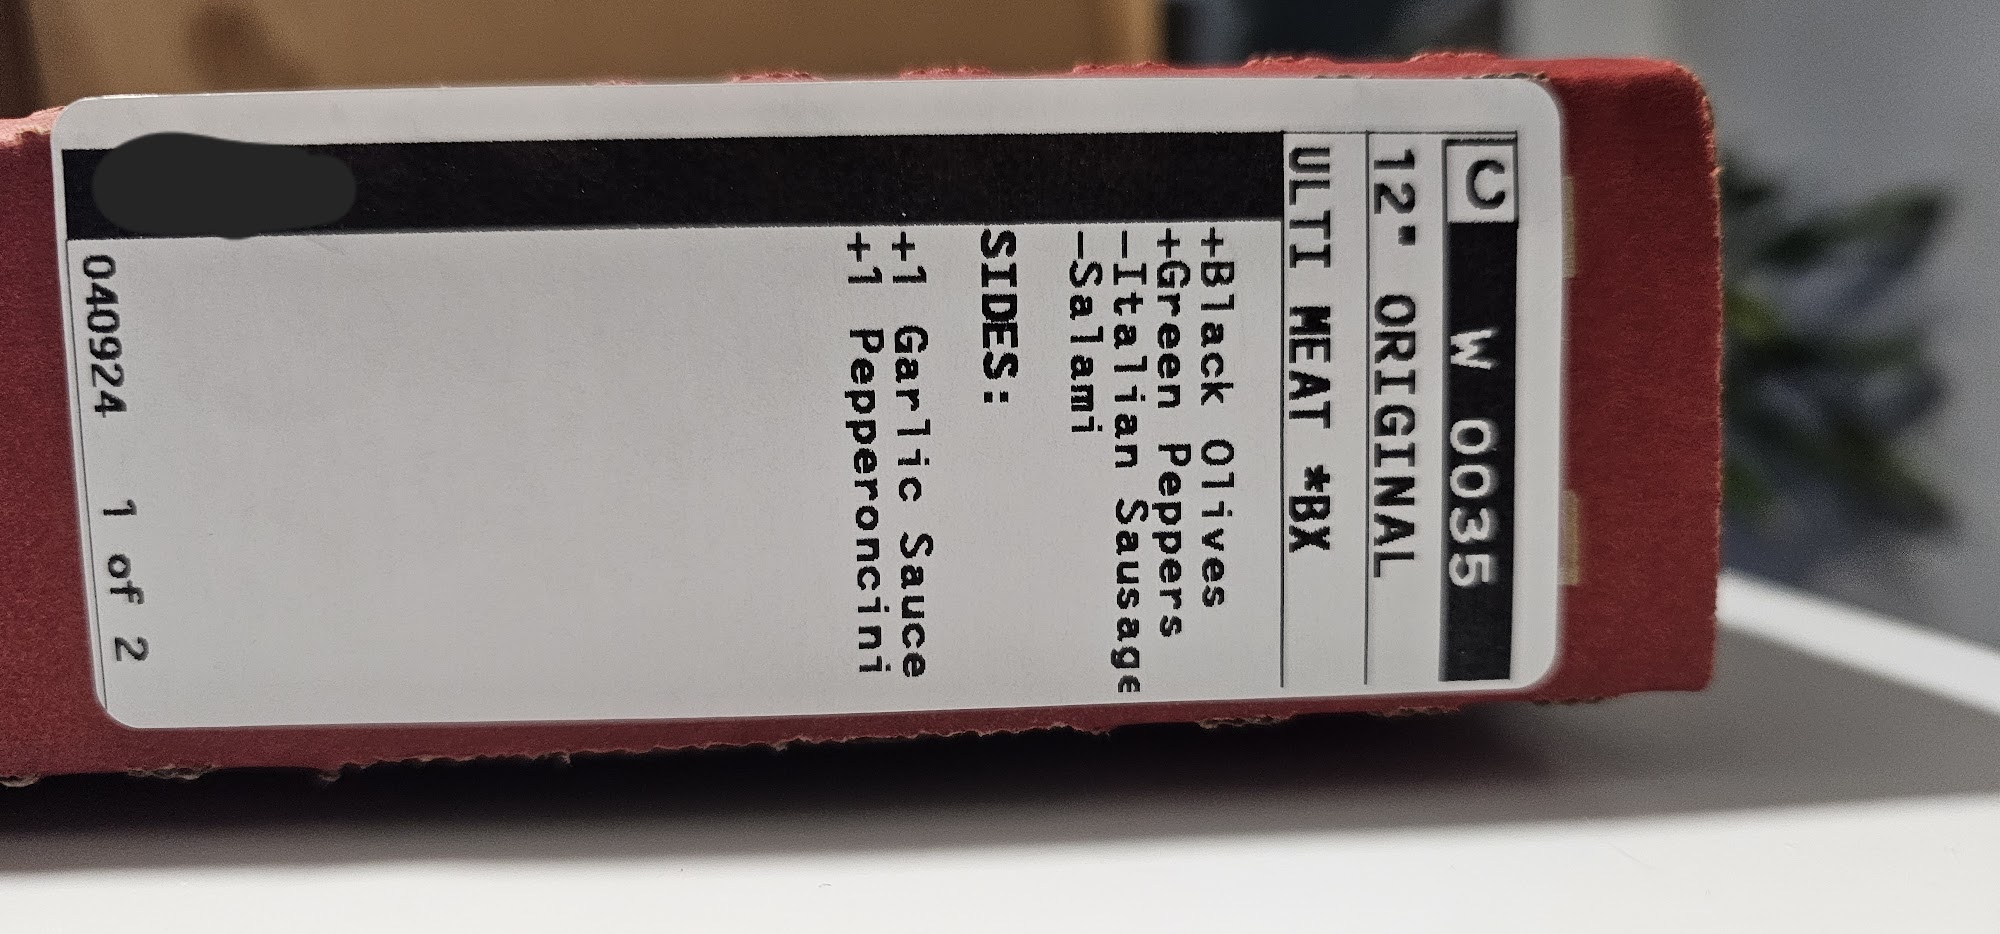 C W 0035
12" ORIGINAL
ULTI MEAT *BX
+Black Olives
+Green Peppers
-Italian Sausage
-Salami
SIDES:
+1 Garlic Sauce
+1 Pepperoncini
040924 1 of 2